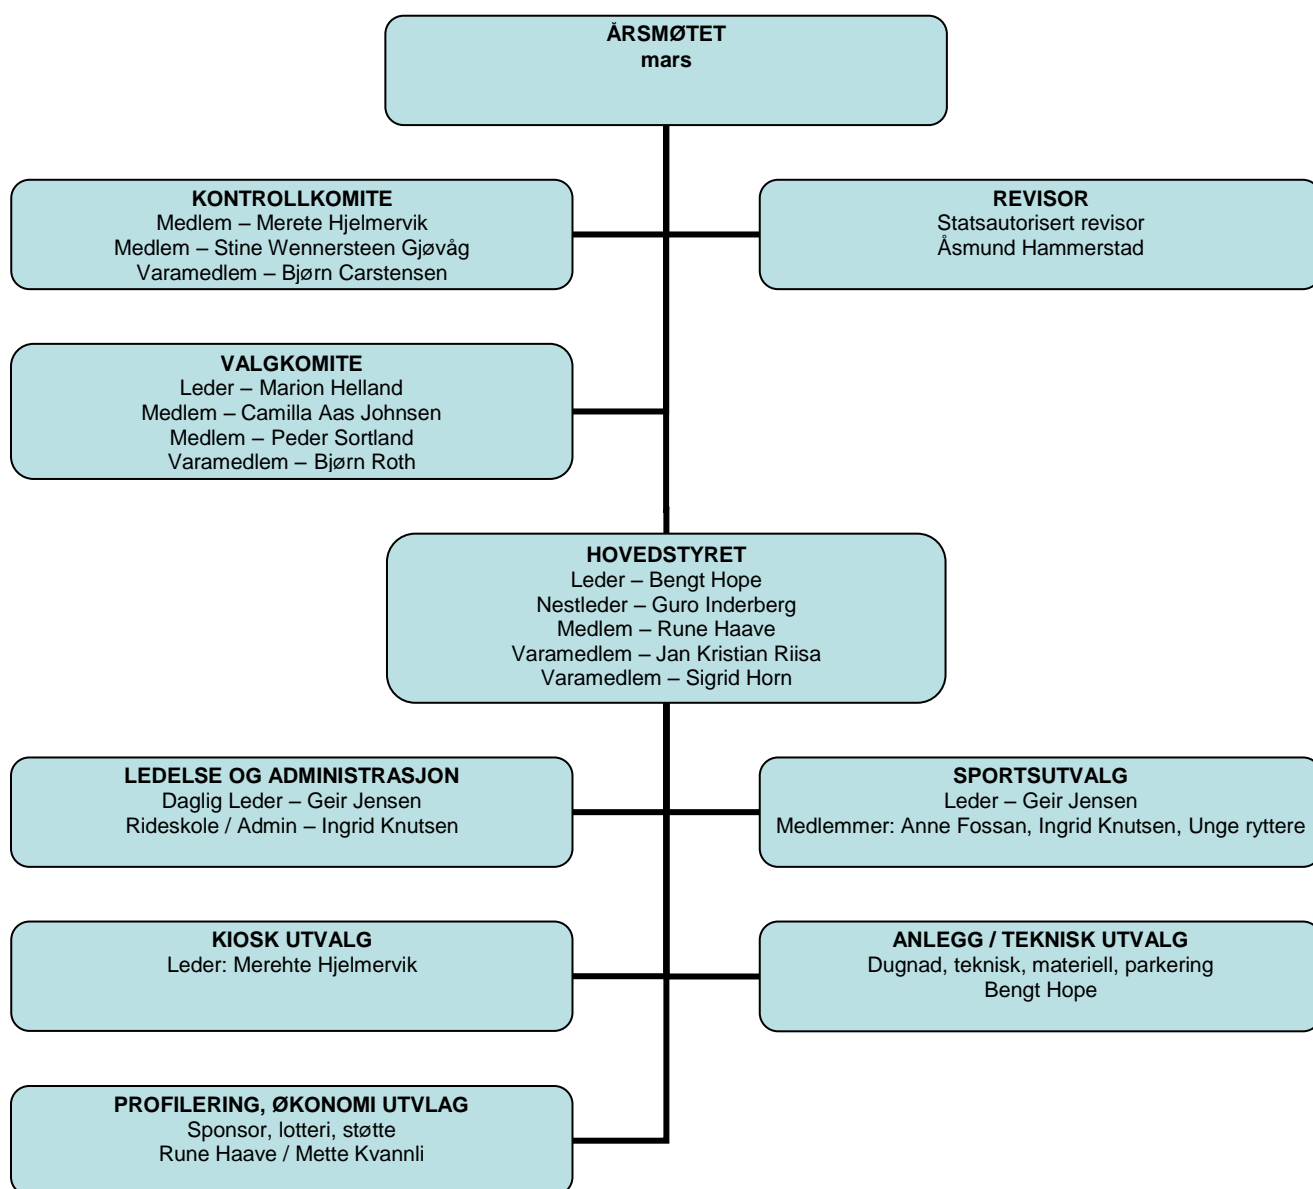 ÅRSMØTET
mars
KONTROLLKOMITE
Medlem – Merete Hjelmervik
Medlem – Stine Wennersteen Gjøvåg
Varamedlem – Bjørn Carstensen
REVISOR
Statsautorisert revisor
Åsmund Hammerstad
VALGKOMITE
Leder – Marion Helland
Medlem – Camilla Aas Johnsen
Medlem – Peder Sortland
Varamedlem – Bjørn Roth
HOVEDSTYRET
Leder – Bengt Hope
Nestleder – Guro Inderberg
Medlem – Rune Haave
Varamedlem – Jan Kristian Riisa
Varamedlem – Sigrid Horn
LEDELSE OG ADMINISTRASJON
Daglig Leder – Geir Jensen
Rideskole / Admin – Ingrid Knutsen
SPORTSUTVALG
Leder – Geir Jensen
Medlemmer: Anne Fossan, Ingrid Knutsen, Unge ryttere
KIOSK UTVALG
Leder: Merehte Hjelmervik
ANLEGG / TEKNISK UTVALG
Dugnad, teknisk, materiell, parkering
Bengt Hope
PROFILERING, ØKONOMI UTVLAG
Sponsor, lotteri, støtte
Rune Haave / Mette Kvannli